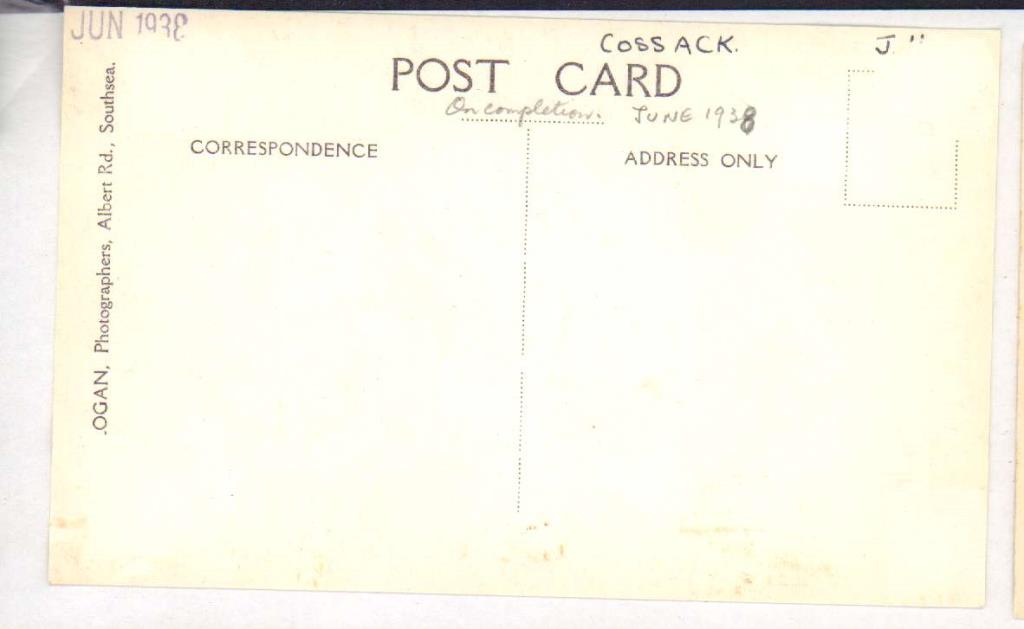 JUN 1938
COSSACK. J "
POST CARD
On completion. JUNE 1938
CORRESPONDENCE
ADDRESS ONLY
OGAN, Photographers, Albert Rd., Southsea.